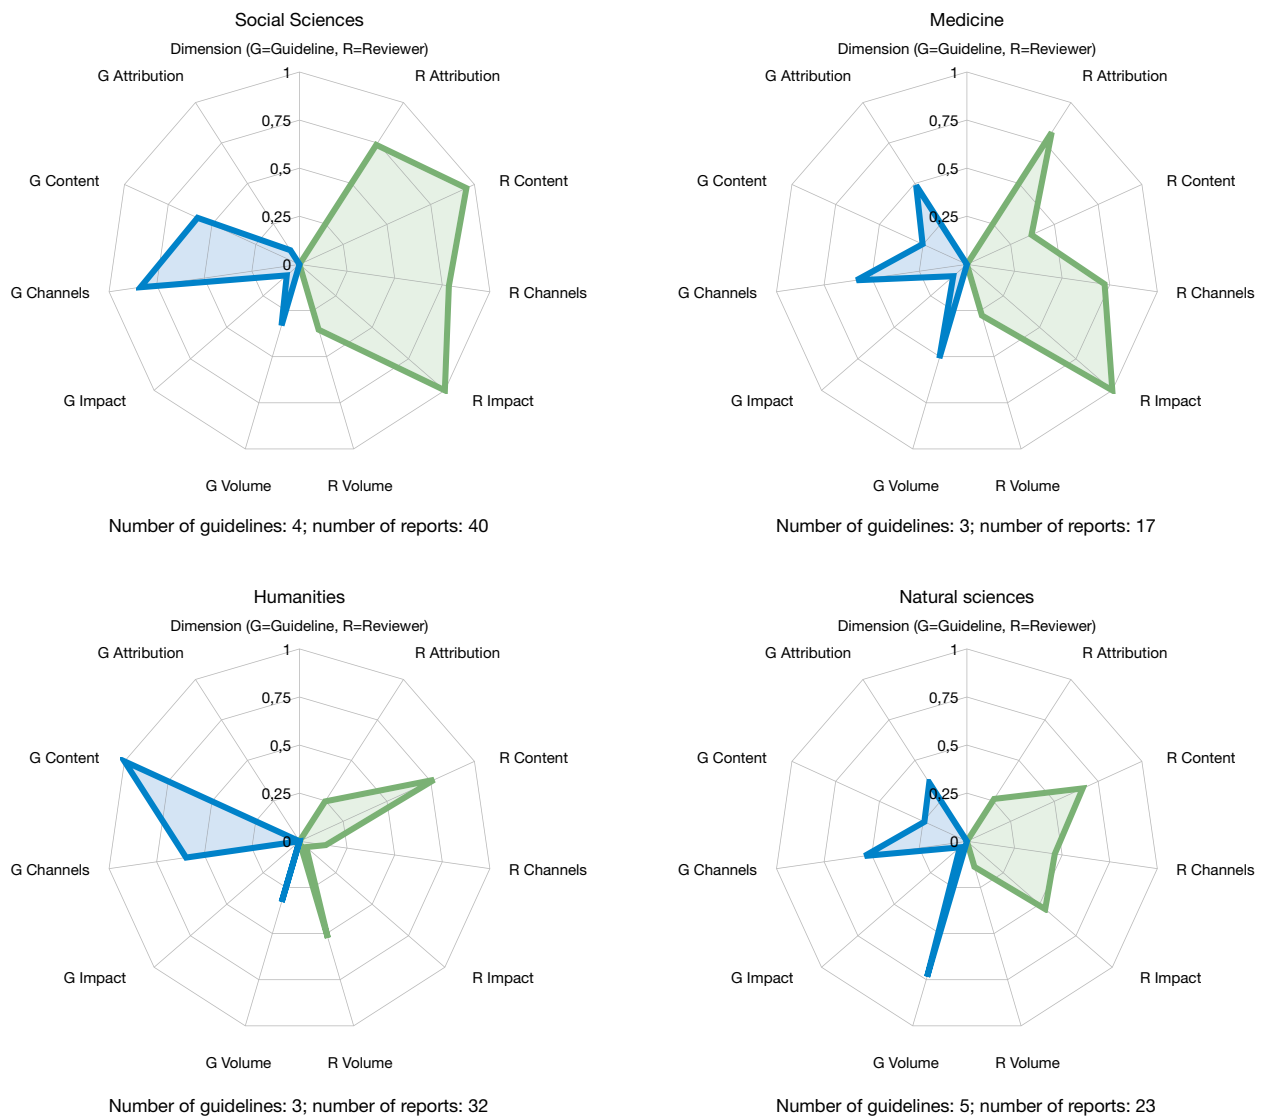 Social Sciences
Dimension (G=Guideline, R=Reviewer)
G Attribution
1
R Attribution
0,75
0,5
G Content
R Content
0,25
0
G Channels
R Channels
G Impact
R Impact
G Volume
R Volume
Number of guidelines: 4; number of reports: 40
Medicine
Dimension (G=Guideline, R=Reviewer)
G Attribution
1
R Attribution
0,75
0,5
G Content
R Content
0,25
0
G Channels
R Channels
G Impact
R Impact
G Volume
R Volume
Number of guidelines: 3; number of reports: 17
Humanities
Dimension (G=Guideline, R=Reviewer)
G Attribution
1
R Attribution
0,75
0,5
G Content
R Content
0,25
0
G Channels
R Channels
G Impact
R Impact
G Volume
R Volume
Number of guidelines: 3; number of reports: 32
Natural sciences
Dimension (G=Guideline, R=Reviewer)
G Attribution
1
R Attribution
0,75
0,5
G Content
R Content
0,25
0
G Channels
R Channels
G Impact
R Impact
G Volume
R Volume
Number of guidelines: 5; number of reports: 23